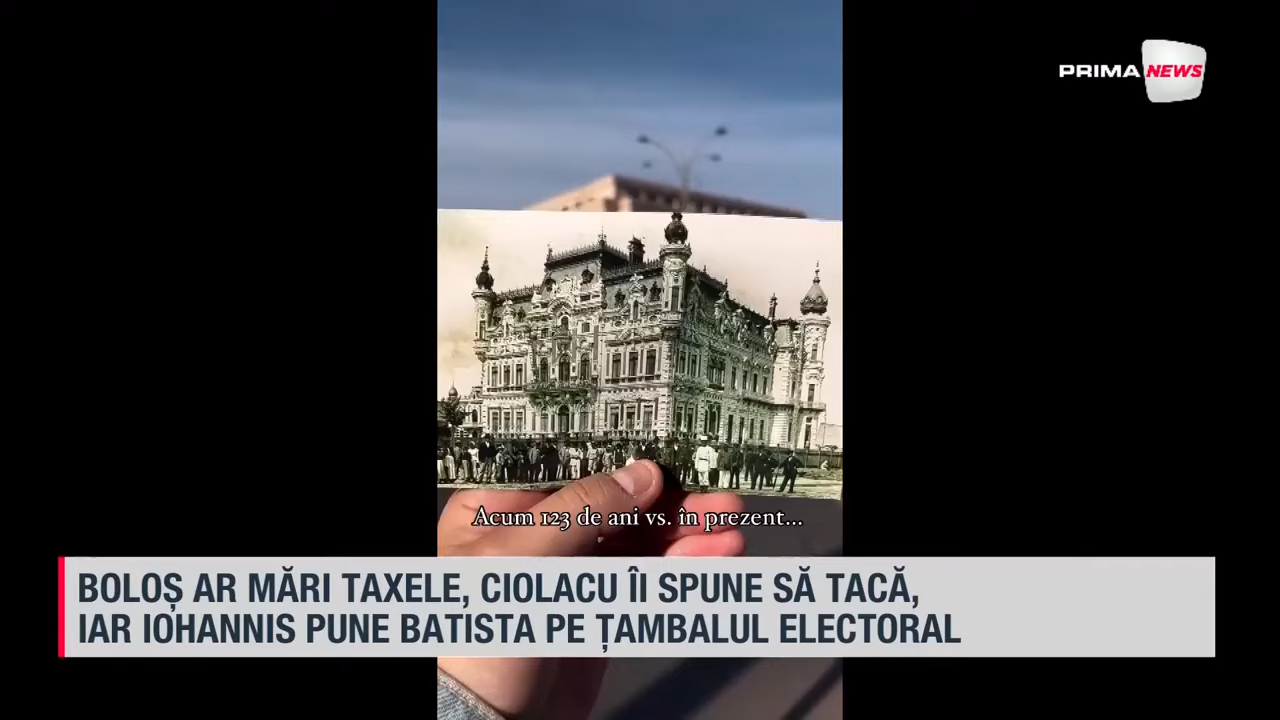 PRIMA NEWS
Acum 123 de ani vs. în prezent...
BOLOȘ AR MĂRI TAXELE, CIOLACU ÎI SPUNE SĂ TACĂ,
IAR IOHANNIS PUNE BATISTA PE ȚAMBALUL ELECTORAL